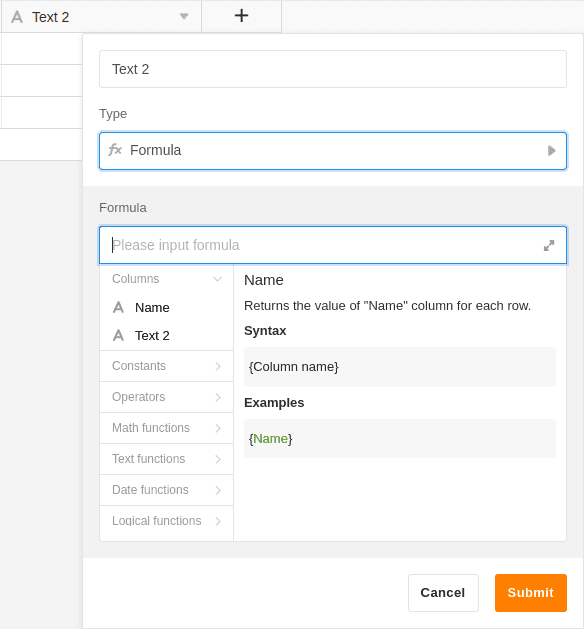 Text 2
Text 2
Type
Formula
Formula
Please input formula
Columns
Name
Text 2
Constants
Operators
Math functions
Text functions
Date functions
Logical functions
Name
Returns the value of "Name" column for each row.
Syntax
{Column name}
Examples
{Name}
Cancel
Submit